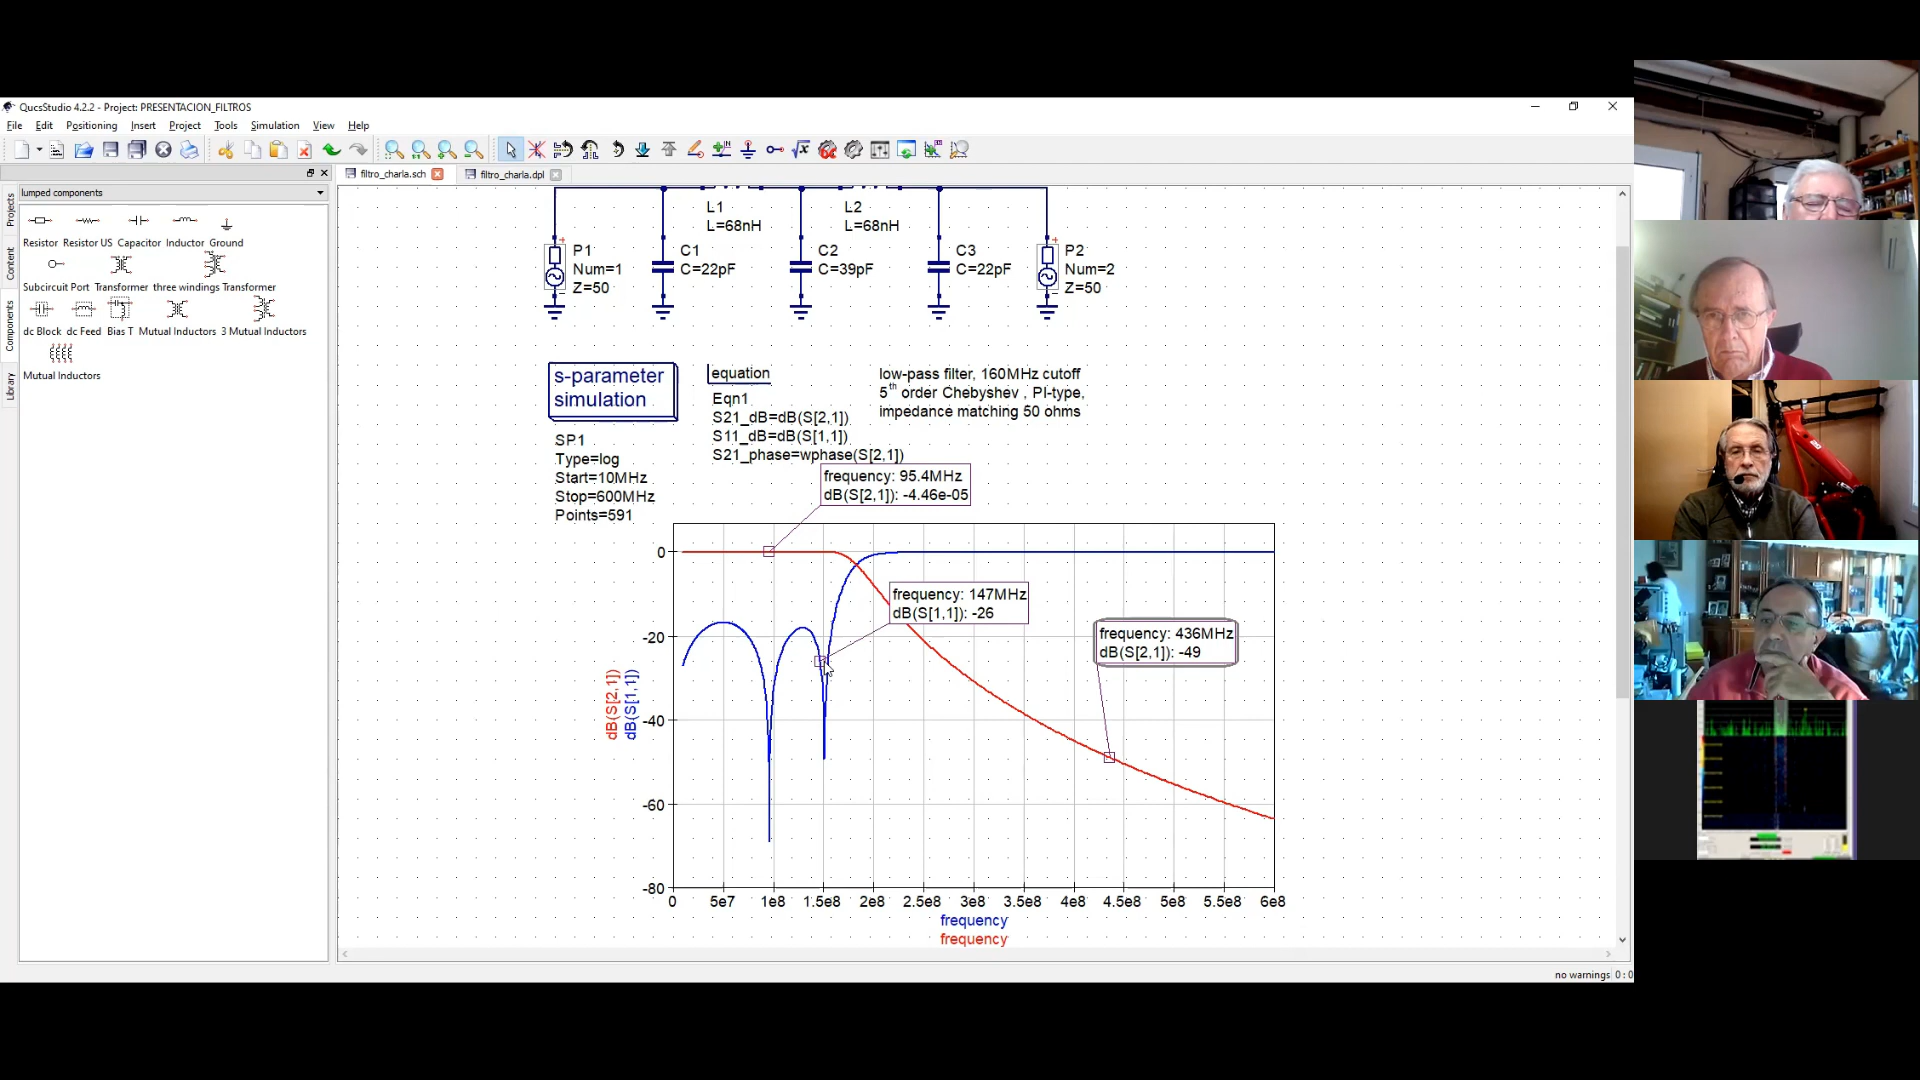 QucsStudio 4.2.2 - Project: PRESENTACION_FILTROS
File Edit Positioning Insert Project Tools Simulation View Help
filtro_charla.sch filtro_charla.dpl
Projects
Content
Components
Library
lumped components
Resistor Resistor US Capacitor Inductor Ground
Subcircuit Port Transformer three windings Transformer
dc Block dc Feed Bias T Mutual Inductors 3 Mutual Inductors
Mutual Inductors
L1
L=68nH
L2
L=68nH
P1
Num=1
Z=50
C1
C=22pF
C2
C=39pF
C3
C=22pF
P2
Num=2
Z=50
s-parameter
simulation
SP1
Type=log
Start=10MHz
Stop=600MHz
Points=591
equation
Eqn1
S21_dB=dB(S[2,1])
S11_dB=dB(S[1,1])
S21_phase=wphase(S[2,1])
low-pass filter, 160MHz cutoff
5th order Chebyshev , PI-type,
impedance matching 50 ohms
frequency: 95.4MHz
dB(S[2,1]): -4.46e-05
frequency: 147MHz
dB(S[1,1]): -26
frequency: 436MHz
dB(S[2,1]): -49
dB(S[2,1])
dB(S[1,1])
0
-20
-40
-60
-80
0 5e7 1e8 1.5e8 2e8 2.5e8 3e8 3.5e8 4e8 4.5e8 5e8 5.5e8 6e8
frequency
frequency
no warnings 0 : 0